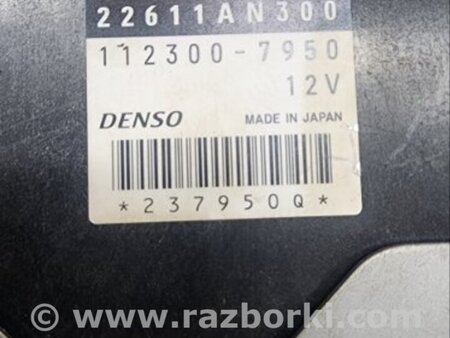 22611AN300
112300-7950
12V
DENSO MADE IN JAPAN
*237950Q*
© www.razborki.com